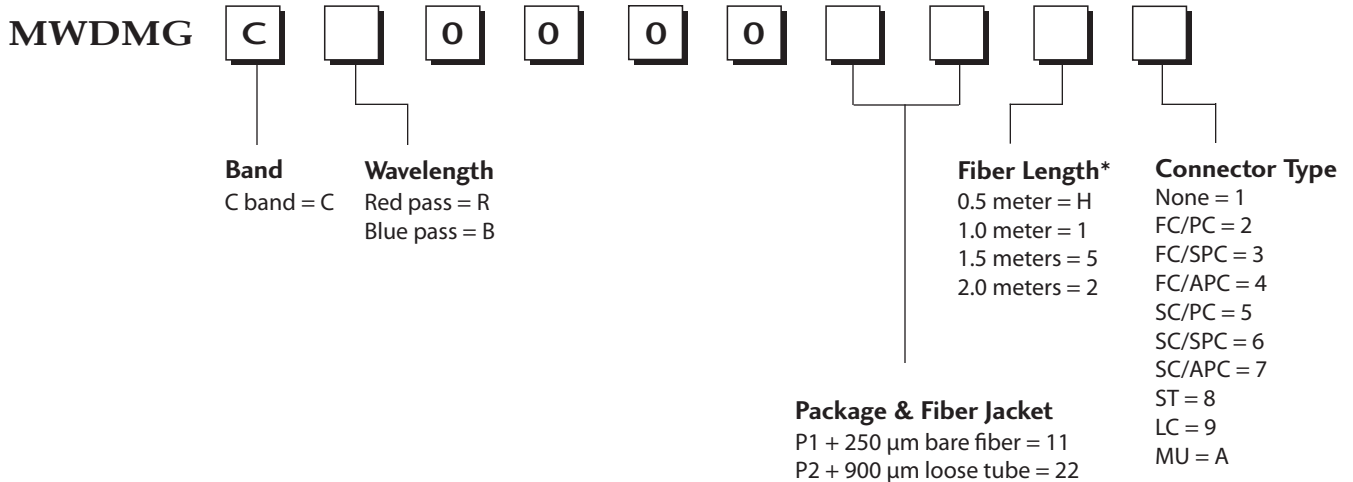 MWDMG C 0 0 0 0
Band
C band = C
Wavelength
Red pass = R
Blue pass = B
Package & Fiber Jacket
P1 + 250 µm bare fiber = 11
P2 + 900 µm loose tube = 22
Fiber Length*
0.5 meter = H
1.0 meter = 1
1.5 meters = 5
2.0 meters = 2
Connector Type
None = 1
FC/PC = 2
FC/SPC = 3
FC/APC = 4
SC/PC = 5
SC/SPC = 6
SC/APC = 7
ST = 8
LC = 9
MU = A